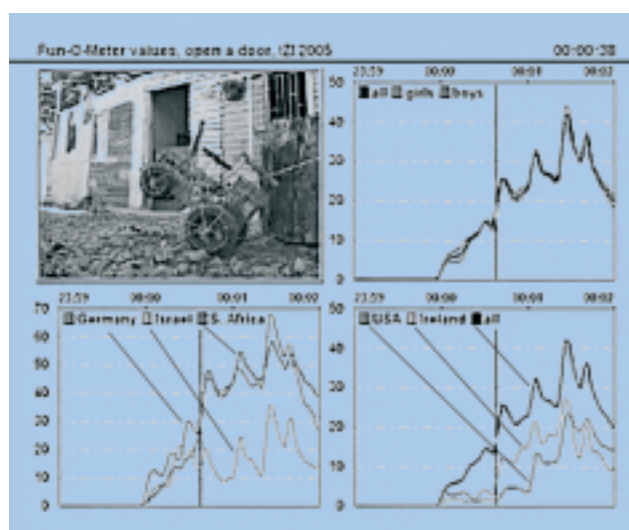 Fun-O-Meter values, open a door, IZI 2005 00:00:38
23:59 00:00 00:01 00:02
50
all girls boys
40
30
20
10
0
23:59 00:00 00:01 00:02
70
Germany Israel S. Africa
60
50
40
30
20
10
0
23:59 00:00 00:01 00:02
50
USA Ireland all
40
30
20
10
0